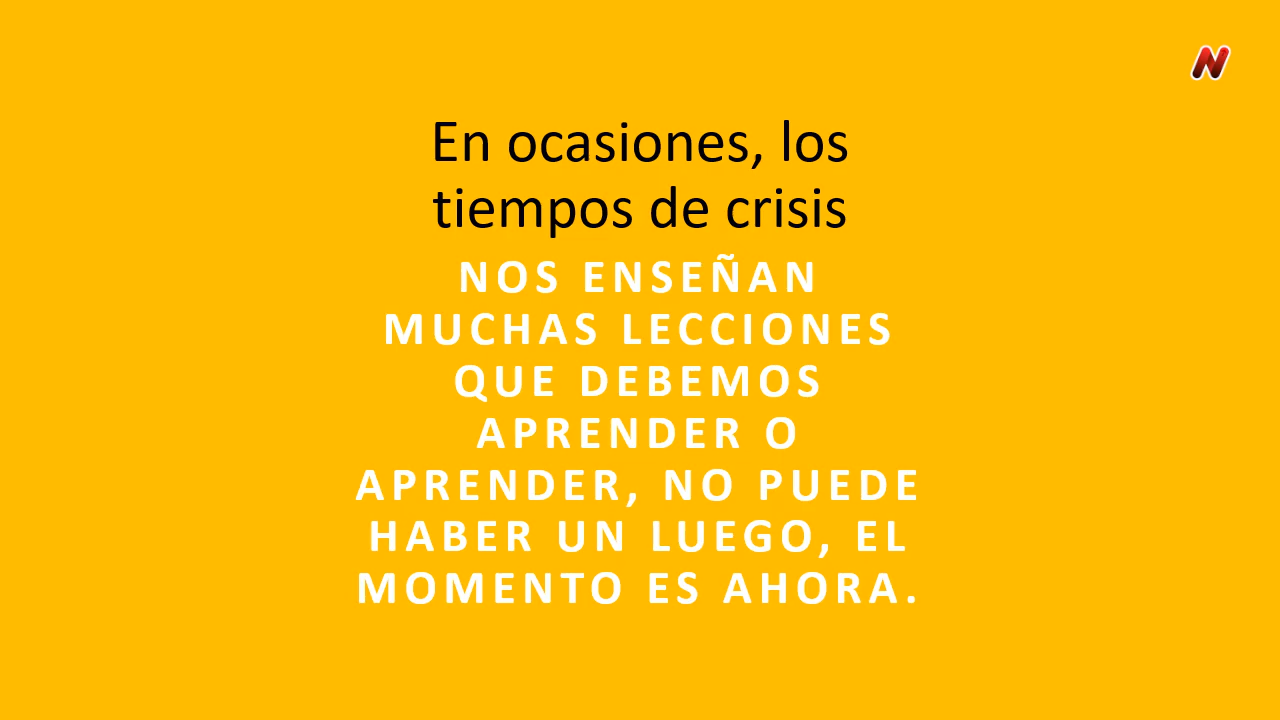 N
En ocasiones, los
tiempos de crisis
NOS ENSEÑAN
MUCHAS LECCIONES
QUE DEBEMOS
APRENDER O
APRENDER, NO PUEDE
HABER UN LUEGO, EL
MOMENTO ES AHORA.